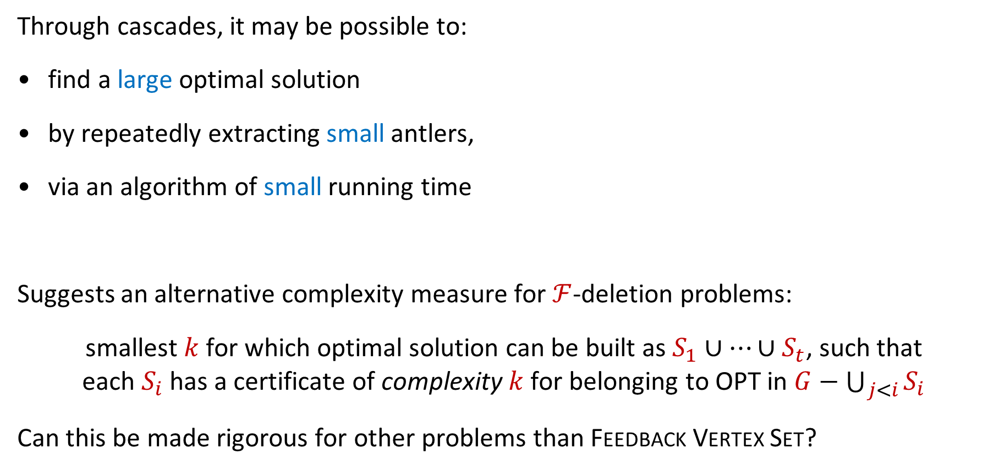 Through cascades, it may be possible to:
• find a large optimal solution
• by repeatedly extracting small antlers,
• via an algorithm of small running time
Suggests an alternative complexity measure for ℱ-deletion problems:
smallest k for which optimal solution can be built as S₁ ∪ ⋯ ∪ Sₜ, such that
each Sᵢ has a certificate of complexity k for belonging to OPT in G − ⋃_{j<i} Sᵢ
Can this be made rigorous for other problems than FEEDBACK VERTEX SET?